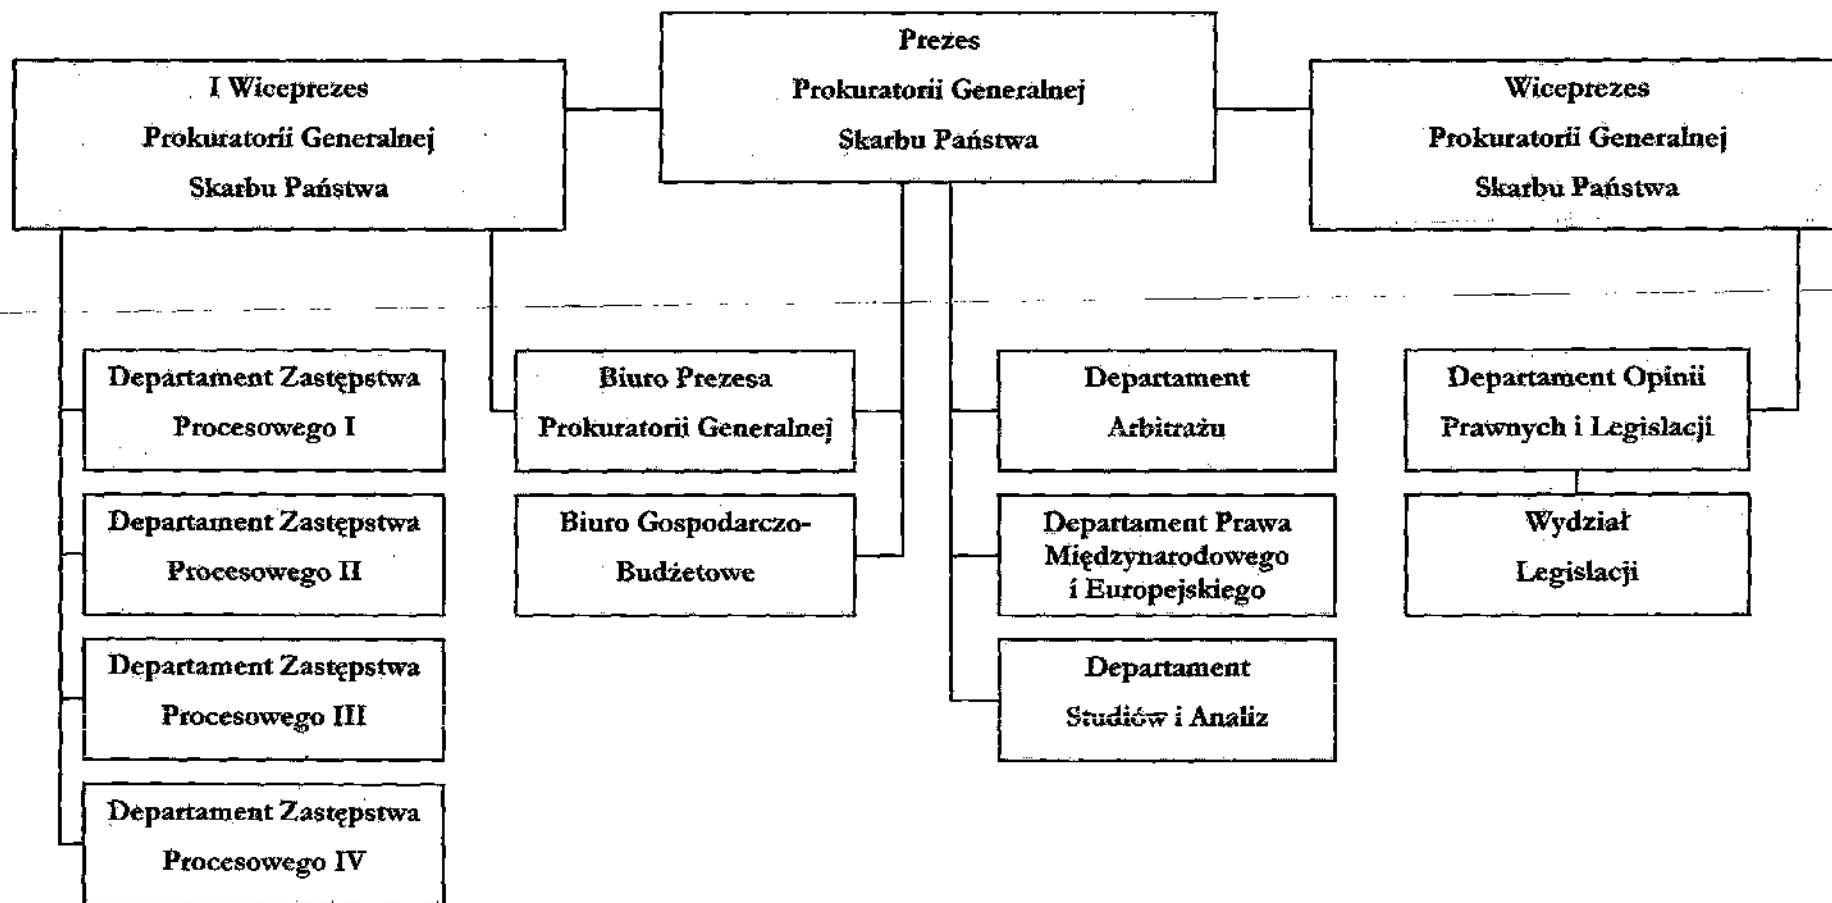 Prezes
Prokuratorii Generalnej
Skarbu Państwa
I Wiceprezes
Prokuratorii Generalnej
Skarbu Państwa
Wiceprezes
Prokuratorii Generalnej
Skarbu Państwa
Departament Zastępstwa
Procesowego I
Departament Zastępstwa
Procesowego II
Departament Zastępstwa
Procesowego III
Departament Zastępstwa
Procesowego IV
Biuro Prezesa
Prokuratorii Generalnej
Biuro Gospodarczo-
Budżetowe
Departament
Arbitrażu
Departament Prawa
Międzynarodowego
i Europejskiego
Departament
Studiów i Analiz
Departament Opinii
Prawnych i Legislacji
Wydział
Legislacji